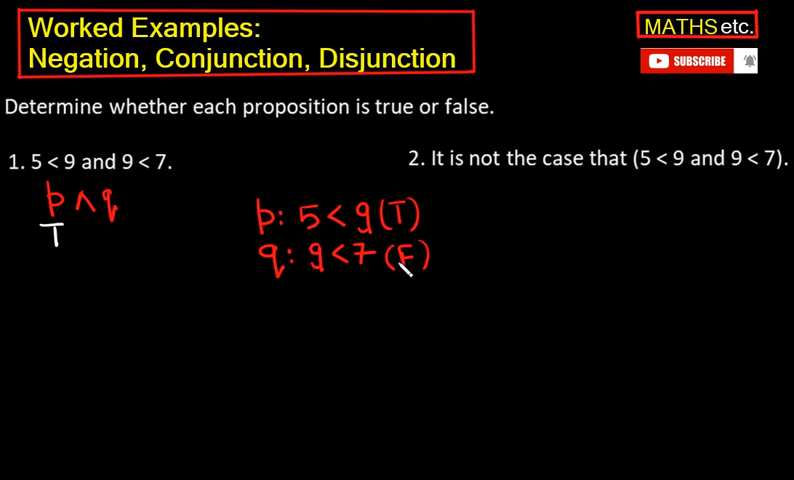 Worked Examples:
Negation, Conjunction, Disjunction
MATHS etc.
SUBSCRIBE
Determine whether each proposition is true or false.
1. 5 < 9 and 9 < 7.
2. It is not the case that (5 < 9 and 9 < 7).
p ∧ q
T
p: 5 < 9 (T)
q: 9 < 7 (F)